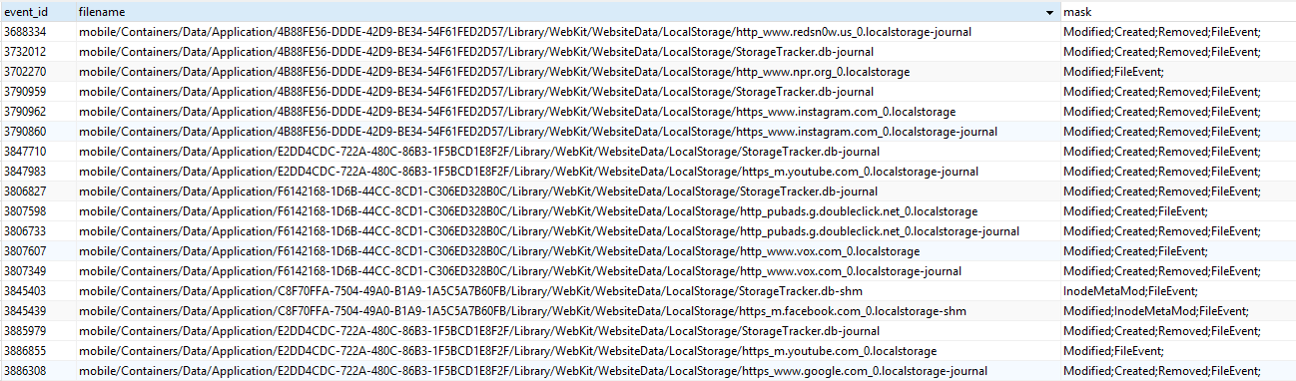 event_id filename mask
3688334 mobile/Containers/Data/Application/4B88FE56-DDDE-42D9-BE34-54F61FED2D57/Library/WebKit/WebsiteData/LocalStorage/http_www.redsn0w.us_0.localstorage-journal Modified;Created;Removed;FileEvent;
3732012 mobile/Containers/Data/Application/4B88FE56-DDDE-42D9-BE34-54F61FED2D57/Library/WebKit/WebsiteData/LocalStorage/StorageTracker.db-journal Modified;Created;Removed;FileEvent;
3702270 mobile/Containers/Data/Application/4B88FE56-DDDE-42D9-BE34-54F61FED2D57/Library/WebKit/WebsiteData/LocalStorage/http_www.npr.org_0.localstorage Modified;FileEvent;
3790959 mobile/Containers/Data/Application/4B88FE56-DDDE-42D9-BE34-54F61FED2D57/Library/WebKit/WebsiteData/LocalStorage/StorageTracker.db-journal Modified;Created;Removed;FileEvent;
3790962 mobile/Containers/Data/Application/4B88FE56-DDDE-42D9-BE34-54F61FED2D57/Library/WebKit/WebsiteData/LocalStorage/https_www.instagram.com_0.localstorage Modified;Created;Removed;FileEvent;
3790860 mobile/Containers/Data/Application/4B88FE56-DDDE-42D9-BE34-54F61FED2D57/Library/WebKit/WebsiteData/LocalStorage/https_www.instagram.com_0.localstorage-journal Modified;Created;Removed;FileEvent;
3847710 mobile/Containers/Data/Application/E2DD4CDC-722A-480C-86B3-1F5BCD1E8F2F/Library/WebKit/WebsiteData/LocalStorage/StorageTracker.db-journal Modified;Created;Removed;FileEvent;
3847983 mobile/Containers/Data/Application/E2DD4CDC-722A-480C-86B3-1F5BCD1E8F2F/Library/WebKit/WebsiteData/LocalStorage/https_m.youtube.com_0.localstorage-journal Modified;Created;Removed;FileEvent;
3806827 mobile/Containers/Data/Application/F6142168-1D6B-44CC-8CD1-C306ED328B0C/Library/WebKit/WebsiteData/LocalStorage/StorageTracker.db-journal Modified;Created;Removed;FileEvent;
3807598 mobile/Containers/Data/Application/F6142168-1D6B-44CC-8CD1-C306ED328B0C/Library/WebKit/WebsiteData/LocalStorage/http_pubads.g.doubleclick.net_0.localstorage Modified;Created;FileEvent;
3806733 mobile/Containers/Data/Application/F6142168-1D6B-44CC-8CD1-C306ED328B0C/Library/WebKit/WebsiteData/LocalStorage/http_pubads.g.doubleclick.net_0.localstorage-journal Modified;Created;Removed;FileEvent;
3807607 mobile/Containers/Data/Application/F6142168-1D6B-44CC-8CD1-C306ED328B0C/Library/WebKit/WebsiteData/LocalStorage/http_www.vox.com_0.localstorage Modified;Created;FileEvent;
3807349 mobile/Containers/Data/Application/F6142168-1D6B-44CC-8CD1-C306ED328B0C/Library/WebKit/WebsiteData/LocalStorage/http_www.vox.com_0.localstorage-journal Modified;Created;Removed;FileEvent;
3845403 mobile/Containers/Data/Application/C8F70FFA-7504-49A0-B1A9-1A5C5A7B60FB/Library/WebKit/WebsiteData/LocalStorage/StorageTracker.db-shm InodeMetaMod;FileEvent;
3845439 mobile/Containers/Data/Application/C8F70FFA-7504-49A0-B1A9-1A5C5A7B60FB/Library/WebKit/WebsiteData/LocalStorage/https_m.facebook.com_0.localstorage-shm Modified;InodeMetaMod;FileEvent;
3885979 mobile/Containers/Data/Application/E2DD4CDC-722A-480C-86B3-1F5BCD1E8F2F/Library/WebKit/WebsiteData/LocalStorage/StorageTracker.db-journal Modified;Created;Removed;FileEvent;
3886855 mobile/Containers/Data/Application/E2DD4CDC-722A-480C-86B3-1F5BCD1E8F2F/Library/WebKit/WebsiteData/LocalStorage/https_m.youtube.com_0.localstorage Modified;FileEvent;
3886308 mobile/Containers/Data/Application/E2DD4CDC-722A-480C-86B3-1F5BCD1E8F2F/Library/WebKit/WebsiteData/LocalStorage/https_www.google.com_0.localstorage-journal Modified;Created;Removed;FileEvent;